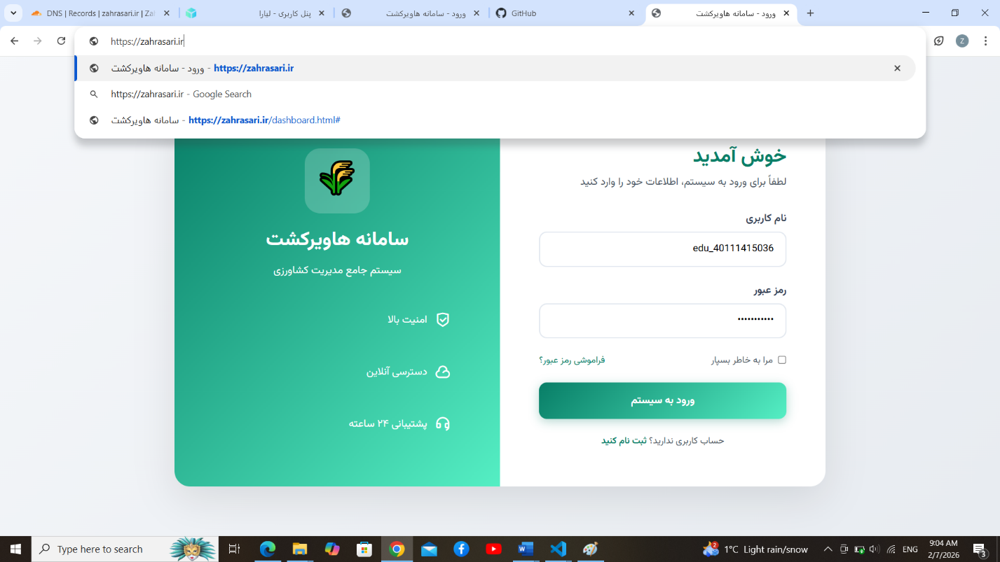 DNS | Records | zahrasari.ir | Za
پنل کاربری - لیارا
ورود - سامانه هاویرکشت
GitHub
ورود - سامانه هاویرکشت
https://zahrasari.ir
Z
ورود - سامانه هاویرکشت - https://zahrasari.ir
https://zahrasari.ir - Google Search
سامانه هاویرکشت - https://zahrasari.ir/dashboard.html#
خوش آمدید
لطفاً برای ورود به سیستم، اطلاعات خود را وارد کنید
نام کاربری
edu_40111415036
رمز عبور
•••••••••••
مرا به خاطر بسپار
فراموشی رمز عبور؟
ورود به سیستم
حساب کاربری ندارید؟ ثبت نام کنید
سامانه هاویرکشت
سیستم جامع مدیریت کشاورزی
امنیت بالا
دسترسی آنلاین
پشتیبانی ۲۴ ساعته
Type here to search
2
1°C Light rain/snow
ENG
9:04 AM
2/7/2026
3